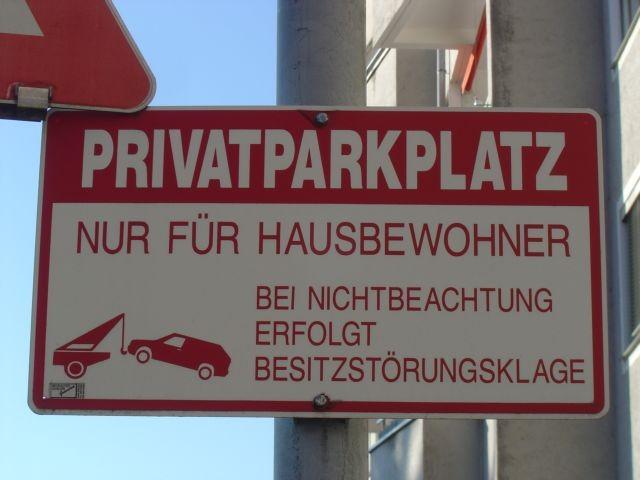 PRIVATPARKPLATZ
NUR FÜR HAUSBEWOHNER
BEI NICHTBEACHTUNG
ERFOLGT
BESITZSTÖRUNGSKLAGE